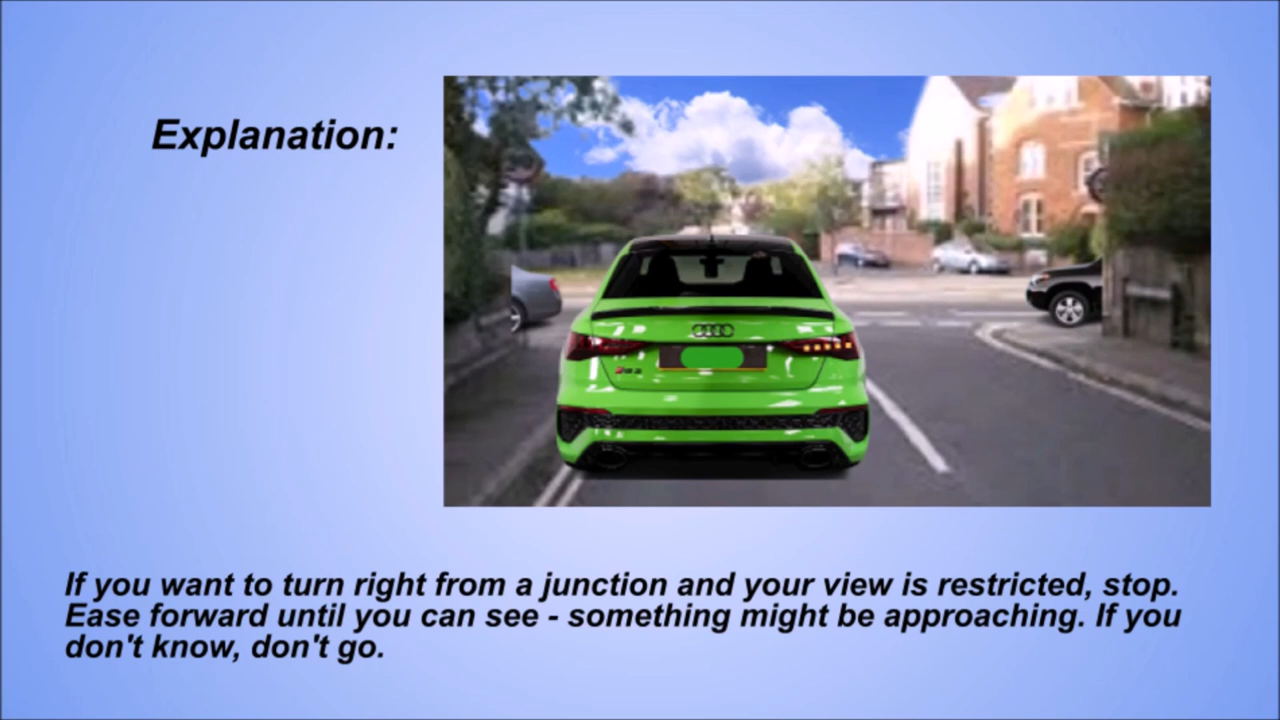 Explanation:
If you want to turn right from a junction and your view is restricted, stop.
Ease forward until you can see - something might be approaching. If you
don't know, don't go.